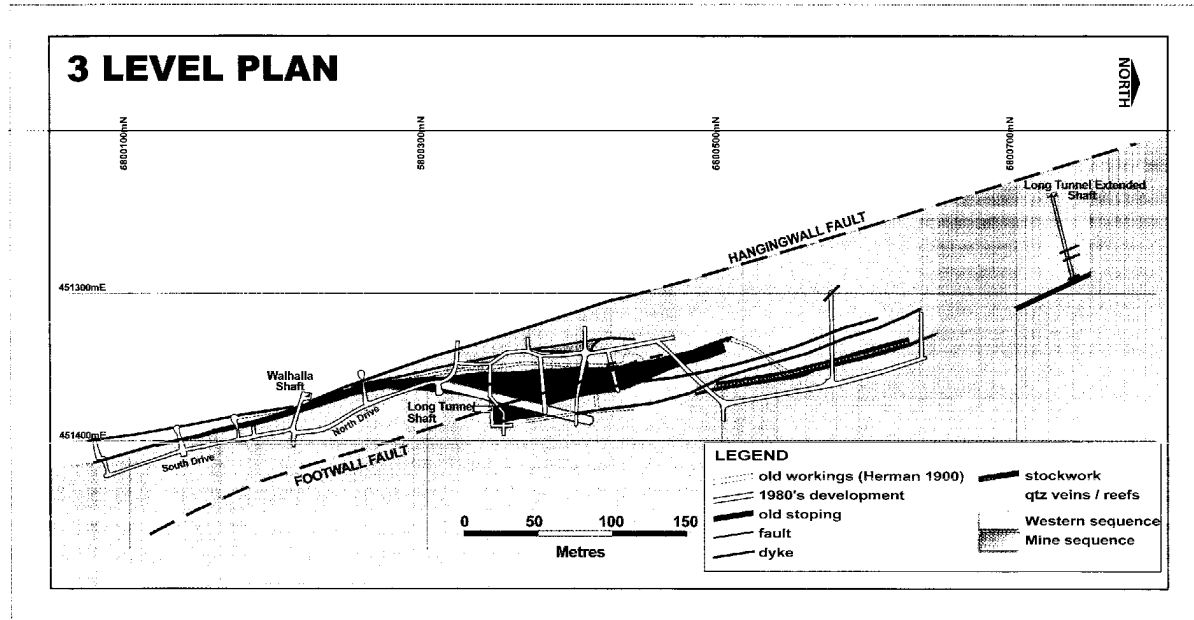 3 LEVEL PLAN
NORTH
6800100mN
5800300mN
6800500mN
6800700mN
Long Tunnel Extended
Shaft
HANGINGWALL FAULT
451300mE
Walhalla
Shaft
Long Tunnel
Shaft
North Drive
451400mE
South Drive
FOOTWALL FAULT
LEGEND
old workings (Herman 1900)
1980's development
old stoping
fault
dyke
stockwork
qtz veins / reefs
Western sequence
Mine sequence
0 50 100 150
Metres